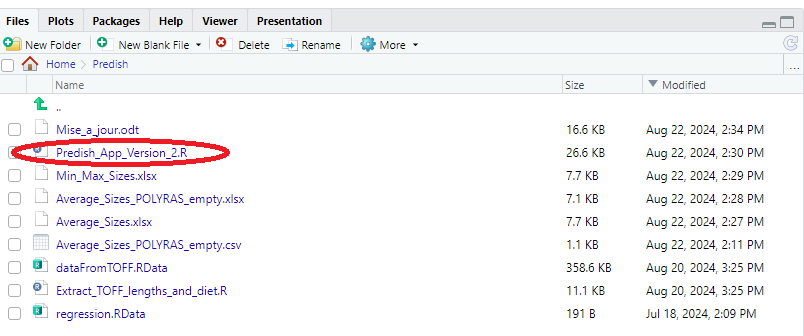 Files Plots Packages Help Viewer Presentation
New Folder New Blank File Delete Rename More
Home Predish ...
Name Size Modified
..
Mise_a_jour.odt 16.6 KB Aug 22, 2024, 2:34 PM
Predish_App_Version_2.R 26.6 KB Aug 22, 2024, 2:30 PM
Min_Max_Sizes.xlsx 7.7 KB Aug 22, 2024, 2:29 PM
Average_Sizes_POLYRAS_empty.xlsx 7.1 KB Aug 22, 2024, 2:28 PM
Average_Sizes.xlsx 7.7 KB Aug 22, 2024, 2:27 PM
Average_Sizes_POLYRAS_empty.csv 1.1 KB Aug 22, 2024, 2:11 PM
dataFromTOFF.RData 358.6 KB Aug 20, 2024, 3:25 PM
Extract_TOFF_lengths_and_diet.R 11.1 KB Aug 20, 2024, 3:25 PM
regression.RData 191 B Jul 18, 2024, 2:09 PM